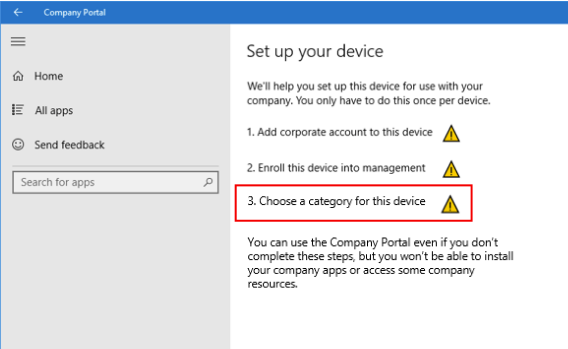 Company Portal
Home
All apps
Send feedback
Search for apps
Set up your device
We'll help you set up this device for use with your
company. You only have to do this once per device.
1. Add corporate account to this device
2. Enroll this device into management
3. Choose a category for this device
You can use the Company Portal even if you don't
complete these steps, but you won't be able to install
your company apps or access some company
resources.